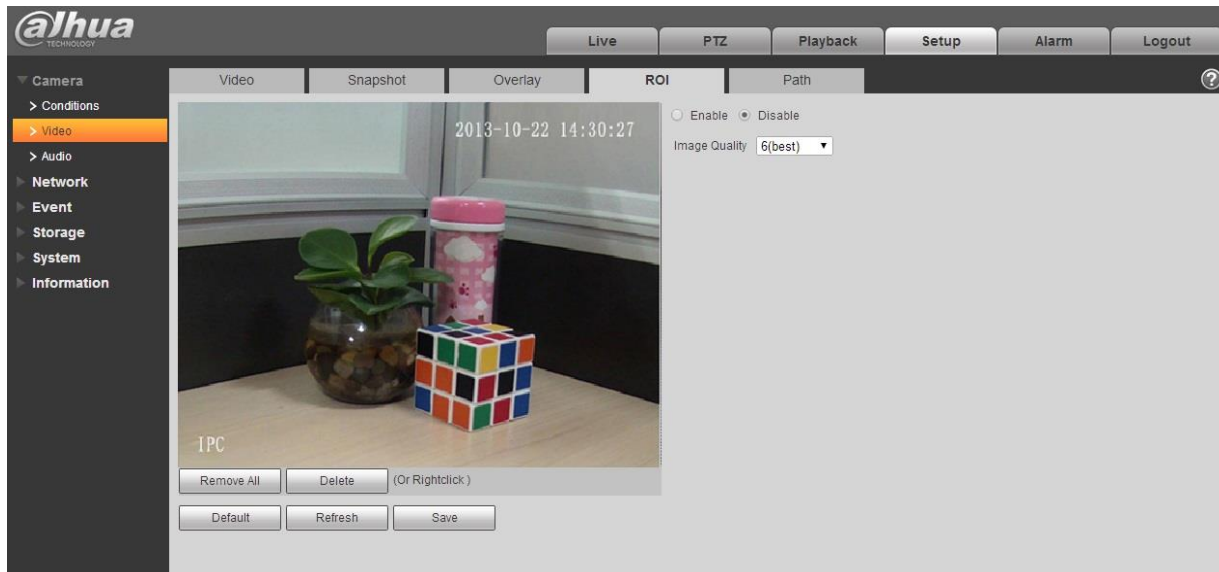 alhua
TECHNOLOGY
Live PTZ Playback Setup Alarm Logout
Camera
> Conditions
> Video
> Audio
Network
Event
Storage
System
Information
Video Snapshot Overlay ROI Path ?
2013-10-22 14:30:27
IPC
Enable Disable
Image Quality 6(best)
Remove All Delete (Or Rightclick )
Default Refresh Save